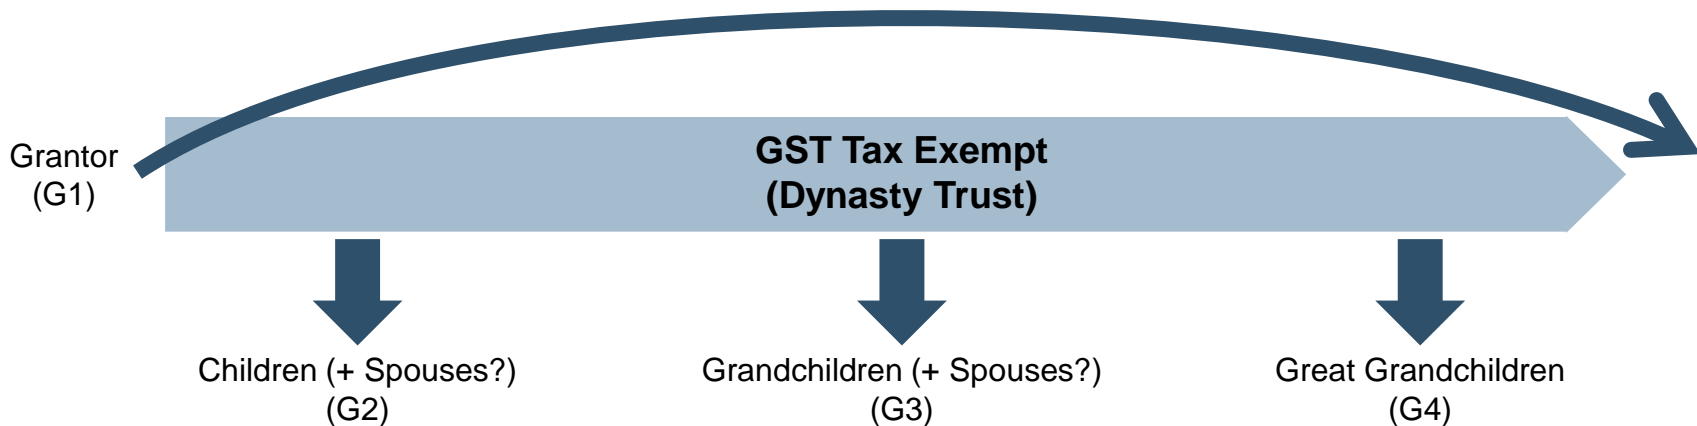 Grantor
(G1)
GST Tax Exempt
(Dynasty Trust)
Children (+ Spouses?)
(G2)
Grandchildren (+ Spouses?)
(G3)
Great Grandchildren
(G4)